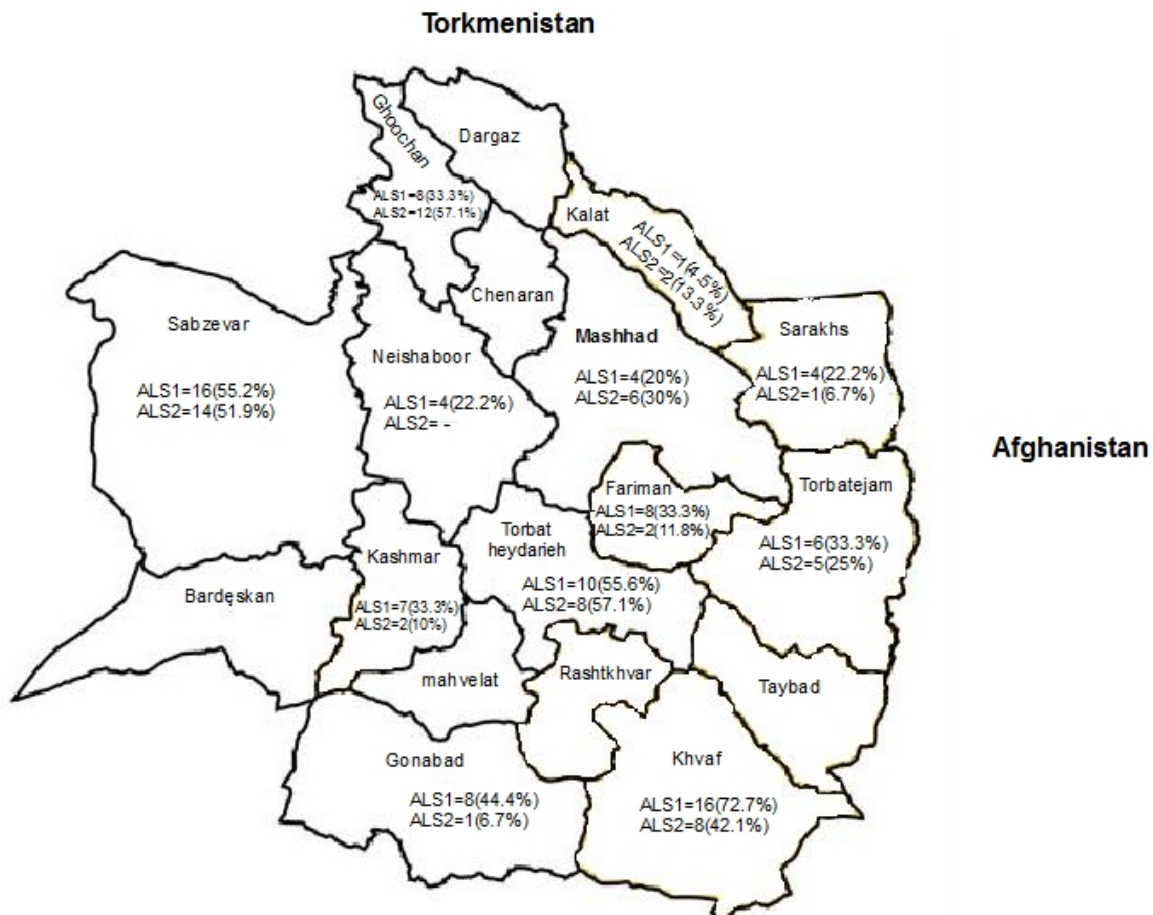 Torkmenistan
Ghoochan
ALS1=8(33.3%)
ALS2=12(57.1%)
Dargaz
Kalat
ALS1=1(4.5%)
ALS2=2(13.3%)
Chenaran
Sabzevar
ALS1=16(55.2%)
ALS2=14(51.9%)
Neishaboor
ALS1=4(22.2%)
ALS2= -
Mashhad
ALS1=4(20%)
ALS2=6(30%)
Sarakhs
ALS1=4(22.2%)
ALS2=1(6.7%)
Afghanistan
Fariman
ALS1=8(33.3%)
ALS2=2(11.8%)
Torbatejam
ALS1=6(33.3%)
ALS2=5(25%)
Torbat
heydarieh
ALS1=10(55.6%)
ALS2=8(57.1%)
Kashmar
ALS1=7(33.3%)
ALS2=2(10%)
Bardęskan
mahvelat
Rashtkhvar
Taybad
Gonabad
ALS1=8(44.4%)
ALS2=1(6.7%)
Khvaf
ALS1=16(72.7%)
ALS2=8(42.1%)